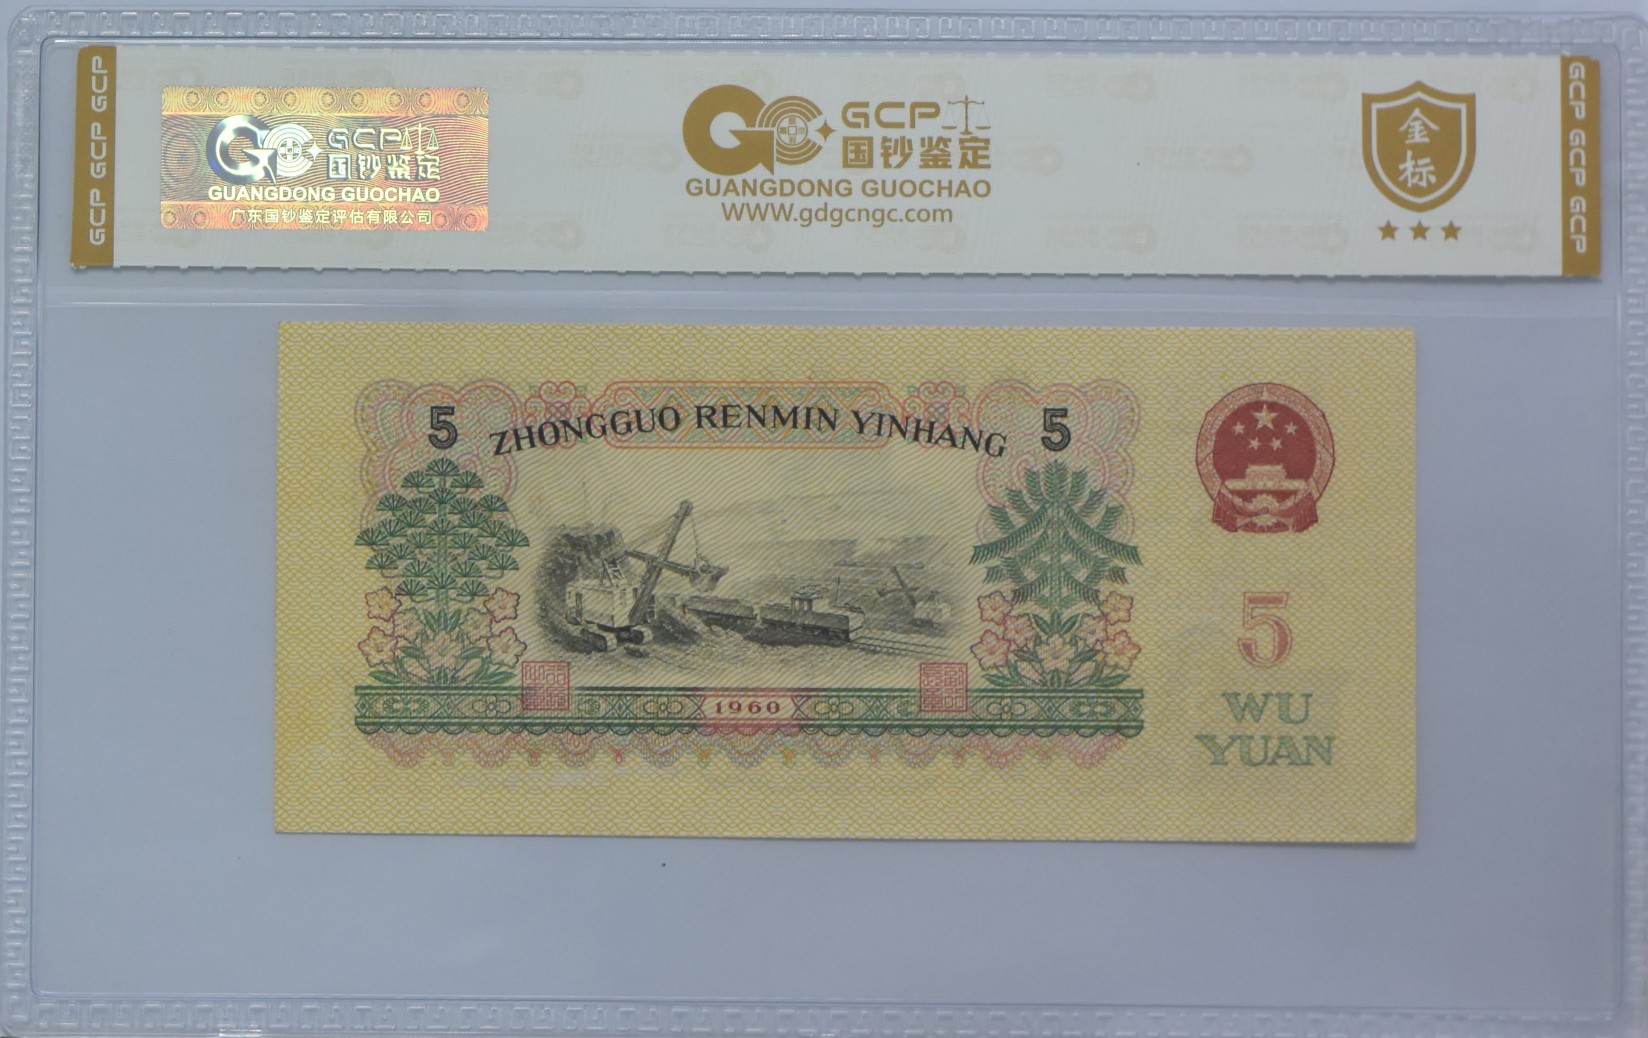 GCP GCP GCP
GCP
国钞鉴定
GUANGDONG GUOCHAO
广东国钞鉴定评估有限公司
GCP
国钞鉴定
GUANGDONG GUOCHAO
WWW.gdgcngc.com
金
标
GCP GCP GCP
5
ZHONGGUO RENMIN YINHANG
5
1960
5
WU
YUAN